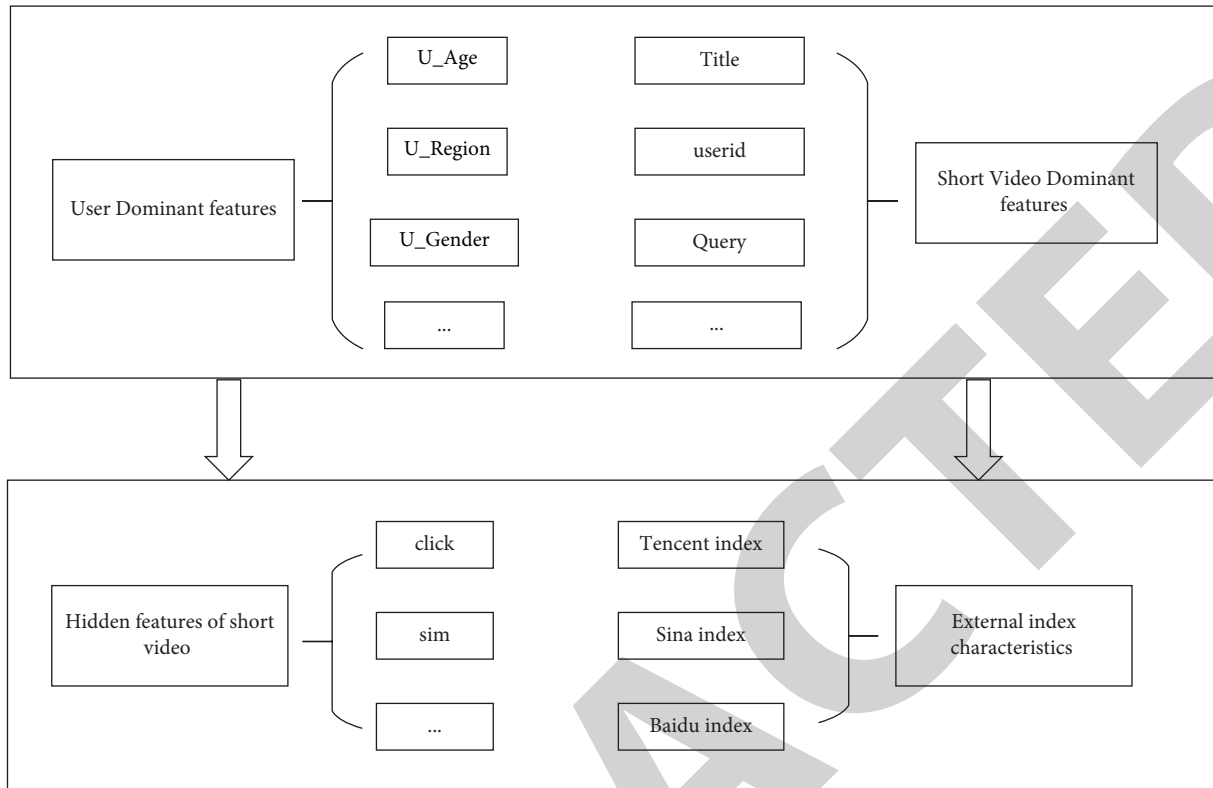 U_Age
U_Region
U_Gender
...
User Dominant features
Title
userid
Query
...
Short Video Dominant
features
click
sim
...
Hidden features of short
video
Tencent index
Sina index
Baidu index
External index
characteristics
ACTED